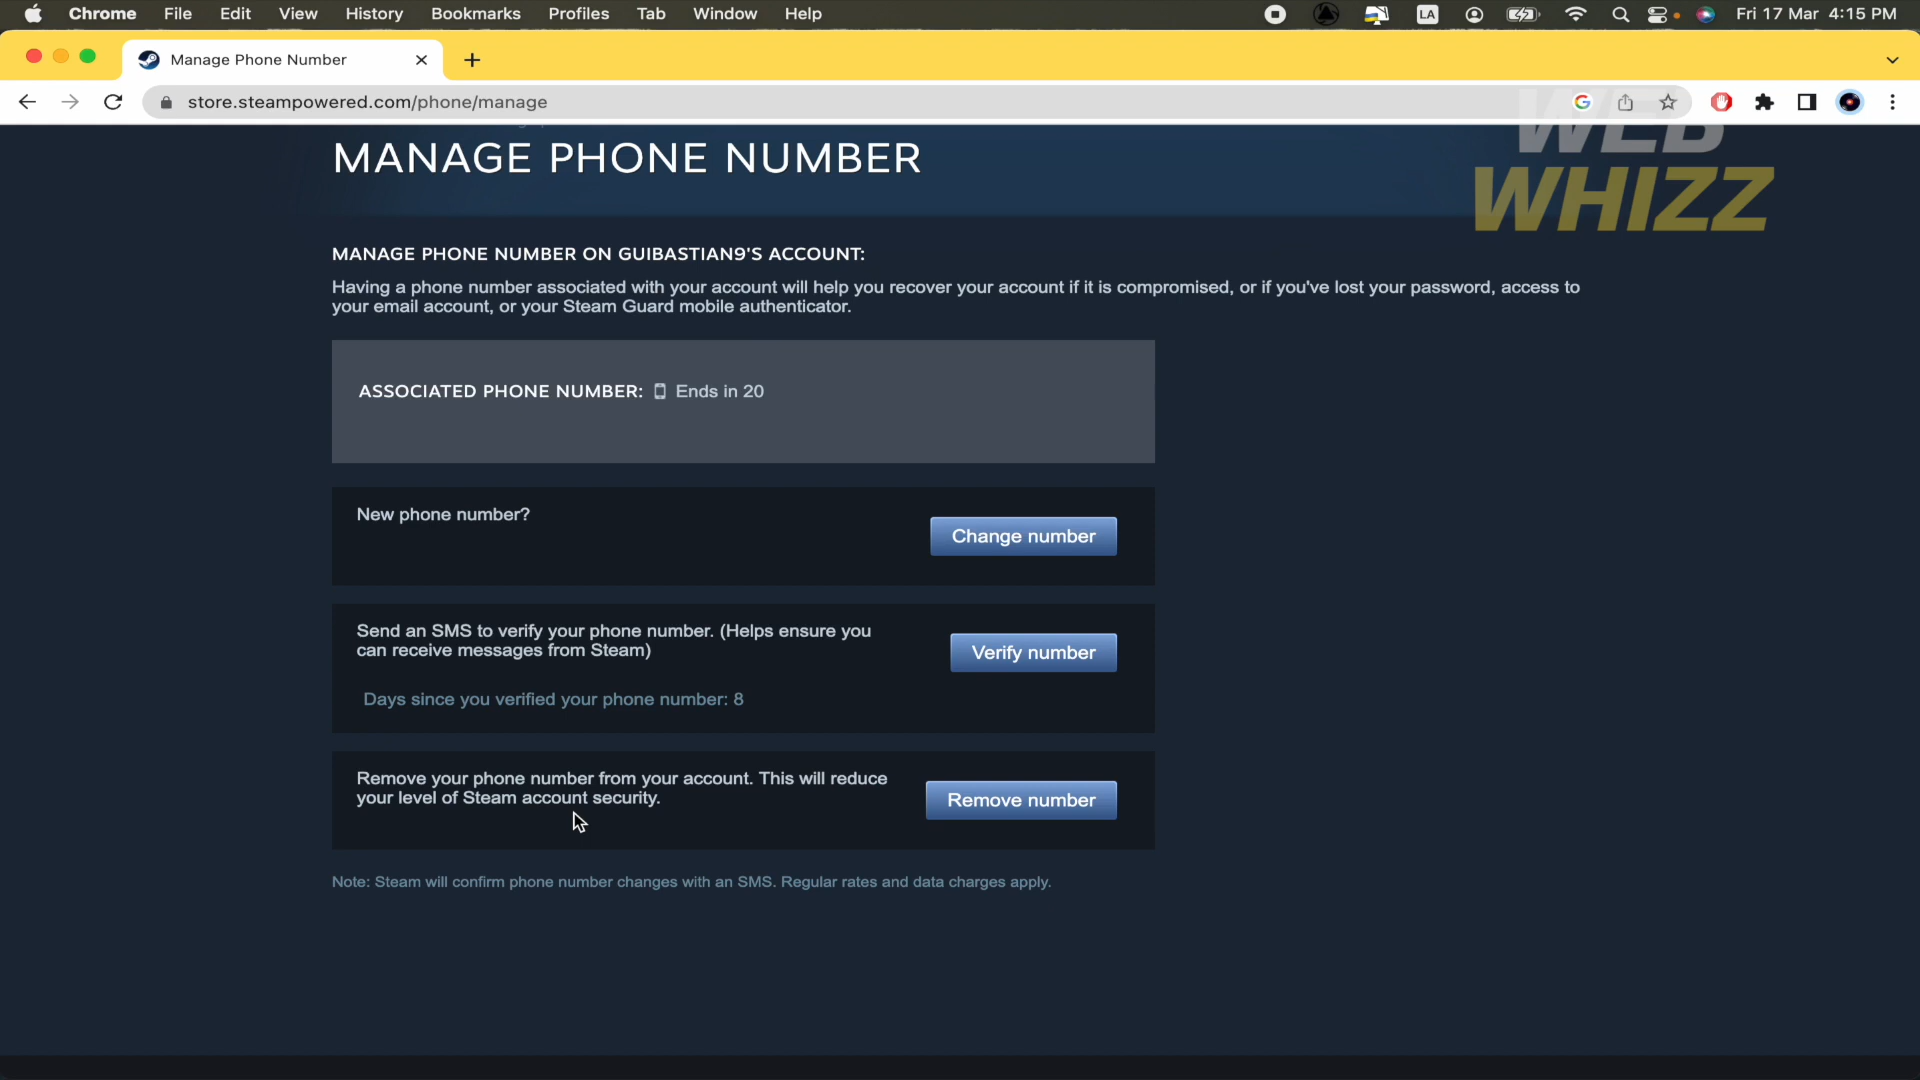 Chrome File Edit View History Bookmarks Profiles Tab Window Help LA Fri 17 Mar 4:15 PM
Manage Phone Number
store.steampowered.com/phone/manage
WEB
WHIZZ
MANAGE PHONE NUMBER
MANAGE PHONE NUMBER ON GUIBASTIAN9'S ACCOUNT:
Having a phone number associated with your account will help you recover your account if it is compromised, or if you've lost your password, access to
your email account, or your Steam Guard mobile authenticator.
ASSOCIATED PHONE NUMBER: Ends in 20
New phone number?
Change number
Send an SMS to verify your phone number. (Helps ensure you
can receive messages from Steam)
Verify number
Days since you verified your phone number: 8
Remove your phone number from your account. This will reduce
your level of Steam account security.
Remove number
Note: Steam will confirm phone number changes with an SMS. Regular rates and data charges apply.